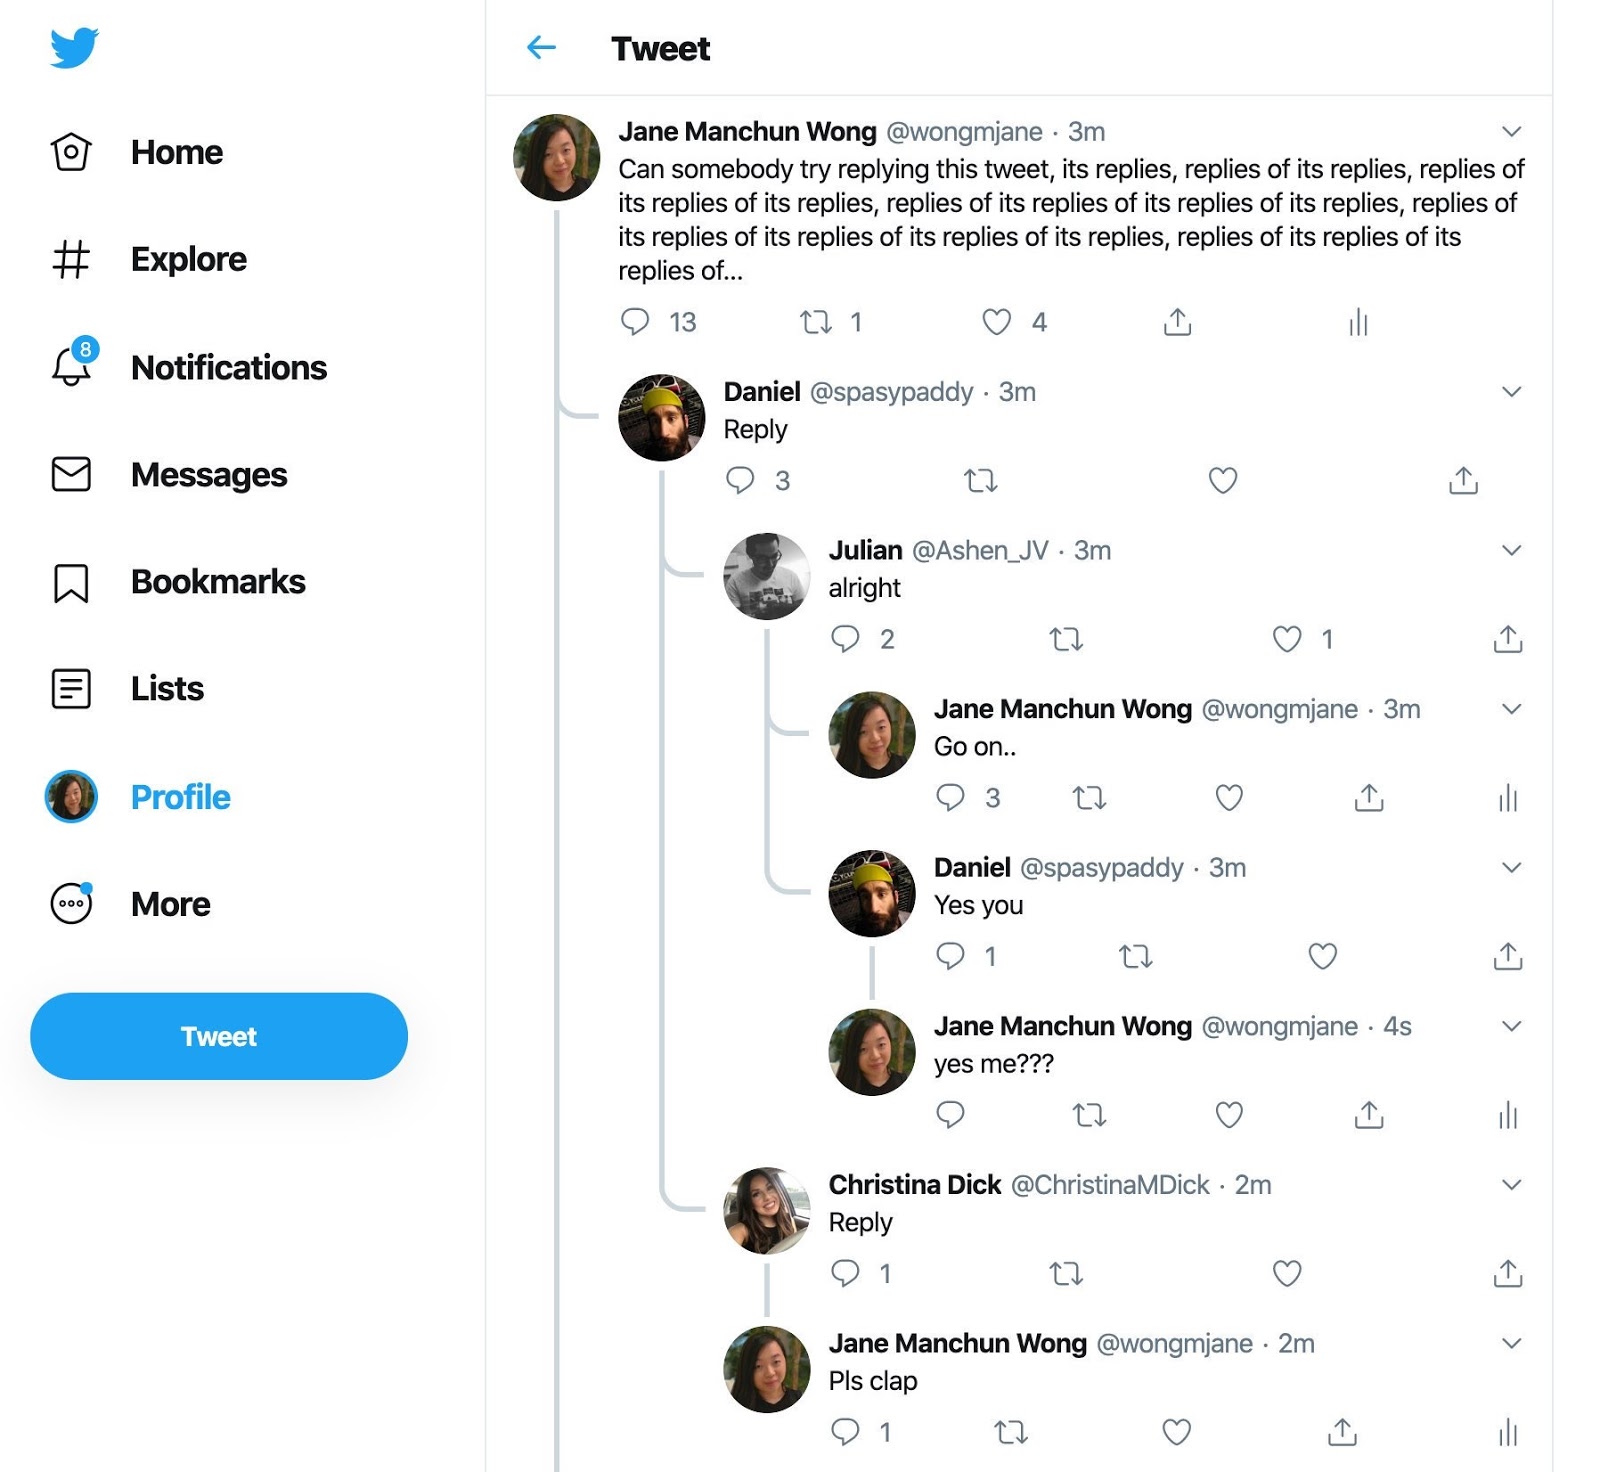 Tweet
Home
Explore
8
Notifications
Messages
Bookmarks
Lists
Profile
More
Tweet
Jane Manchun Wong @wongmjane · 3m
Can somebody try replying this tweet, its replies, replies of its replies, replies of
its replies of its replies, replies of its replies of its replies of its replies, replies of
its replies of its replies of its replies of its replies, replies of its replies of its
replies of...
13 1 4
Daniel @spasypaddy · 3m
Reply
3
Julian @Ashen_JV · 3m
alright
2 1
Jane Manchun Wong @wongmjane · 3m
Go on..
3
Daniel @spasypaddy · 3m
Yes you
1
Jane Manchun Wong @wongmjane · 4s
yes me???
Christina Dick @ChristinaMDick · 2m
Reply
1
Jane Manchun Wong @wongmjane · 2m
Pls clap
1